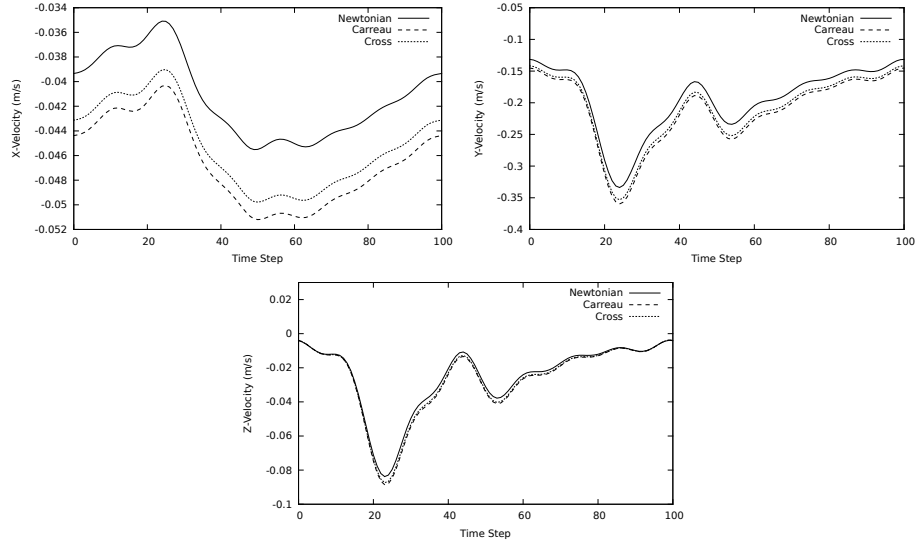 -0.034
-0.036
-0.038
-0.04
-0.042
-0.044
-0.046
-0.048
-0.05
-0.052
0 20 40 60 80 100
X-Velocity (m/s)
Time Step
Newtonian
Carreau
Cross
-0.05
-0.1
-0.15
-0.2
-0.25
-0.3
-0.35
-0.4
0 20 40 60 80 100
Y-Velocity (m/s)
Time Step
Newtonian
Carreau
Cross
0.02
0
-0.02
-0.04
-0.06
-0.08
-0.1
0 20 40 60 80 100
Z-Velocity (m/s)
Time Step
Newtonian
Carreau
Cross